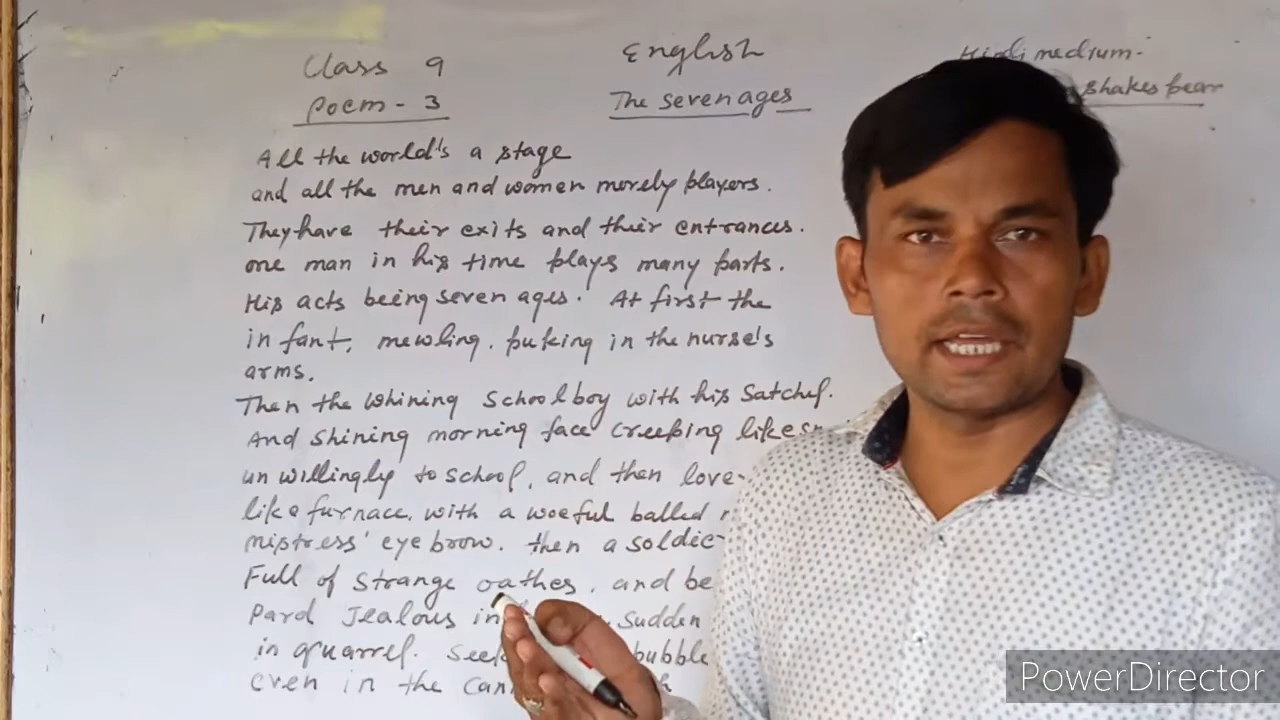 Class 9 English Hindi medium-
Poem - 3 The seven ages shakes pear
All the world's a stage
and all the men and women merely players.
They have their exits and their entrances.
one man in his time plays many parts.
His acts being seven ages. At first the
infant, mewling. puking in the nurse's
arms.
Then the whining School boy with his Satchel.
And shining morning face creeping like
unwillingly to school, and then love-
like furnace. with a woeful balled
mistress' eye brow. then a soldie
Full of strange oathes, and be
Pard Jealous in sudden
in quarrel. bubble
even in the
PowerDirector